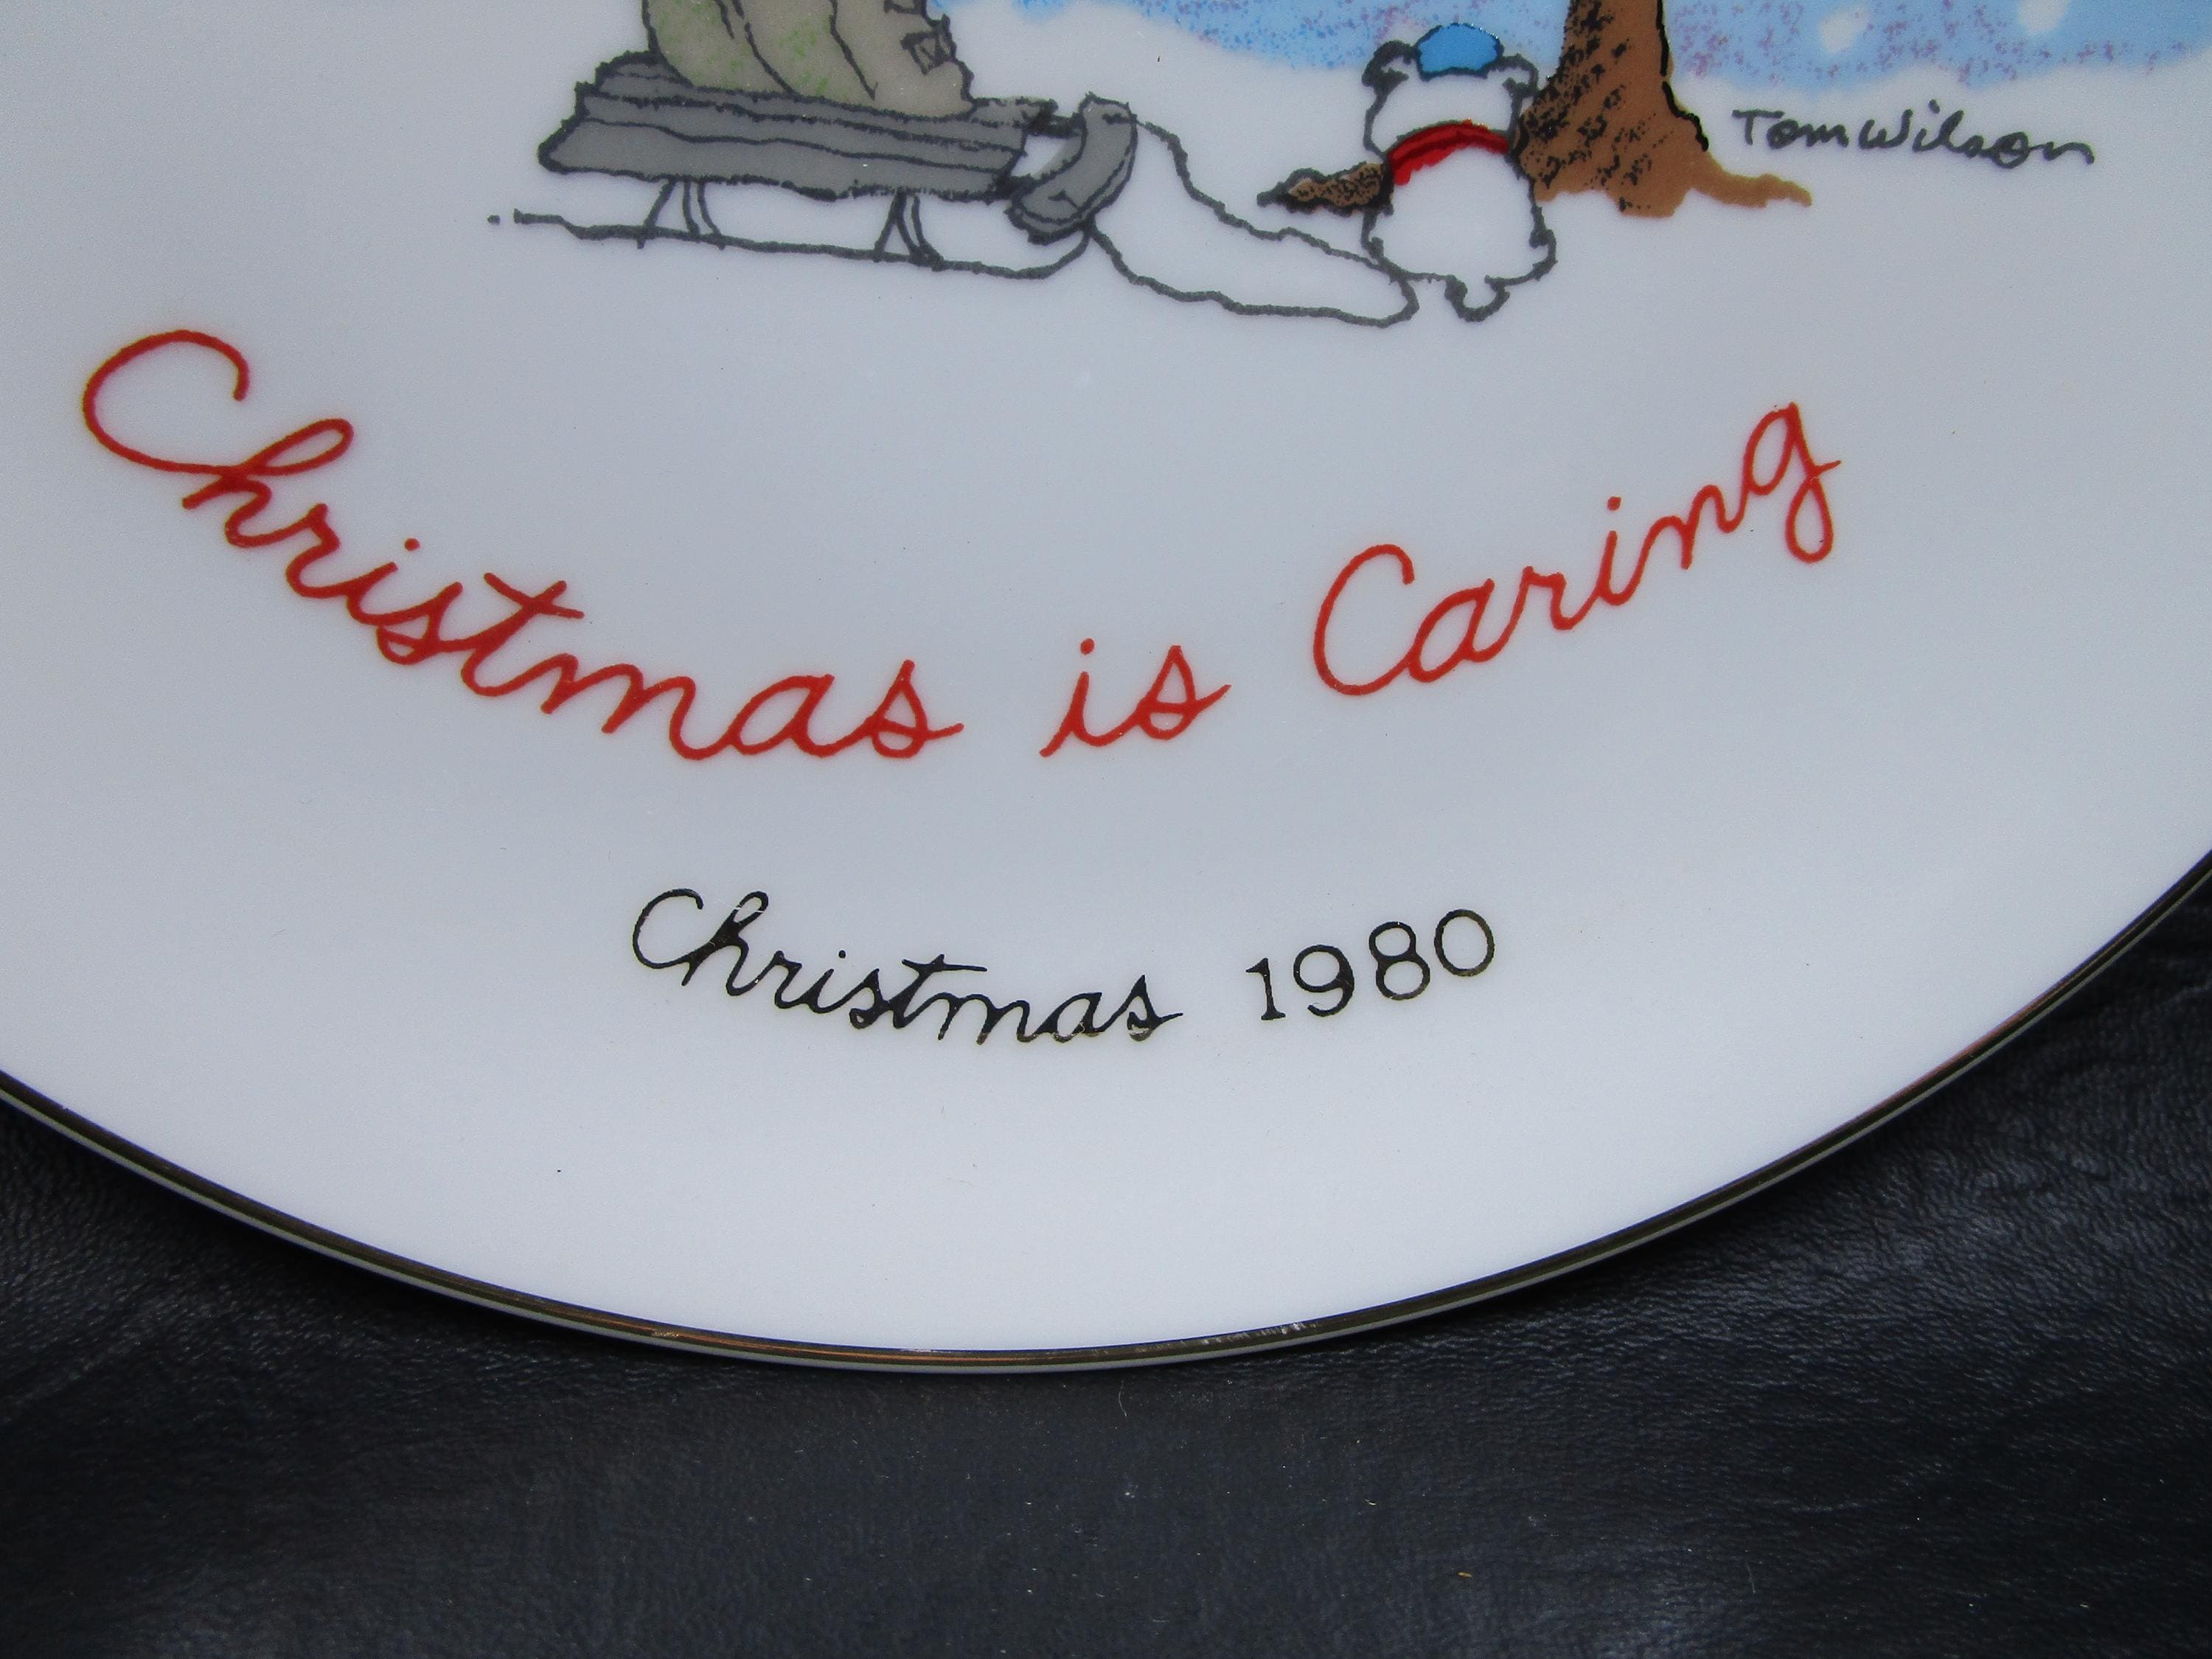 Tom Wilson
Christmas is Caring
Christmas 1980